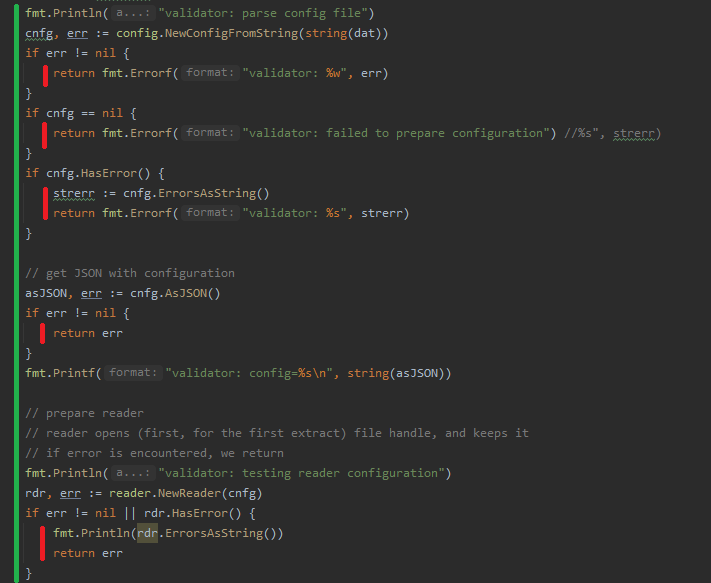 fmt.Println( a...: "validator: parse config file")
cnfg, err := config.NewConfigFromString(string(dat))
if err != nil {
return fmt.Errorf( format: "validator: %w", err)
}
if cnfg == nil {
return fmt.Errorf( format: "validator: failed to prepare configuration") //%s", strerr)
}
if cnfg.HasError() {
strerr := cnfg.ErrorsAsString()
return fmt.Errorf( format: "validator: %s", strerr)
}
// get JSON with configuration
asJSON, err := cnfg.AsJSON()
if err != nil {
return err
}
fmt.Printf( format: "validator: config=%s\n", string(asJSON))
// prepare reader
// reader opens (first, for the first extract) file handle, and keeps it
// if error is encountered, we return
fmt.Println( a...: "validator: testing reader configuration")
rdr, err := reader.NewReader(cnfg)
if err != nil || rdr.HasError() {
fmt.Println(rdr.ErrorsAsString())
return err
}